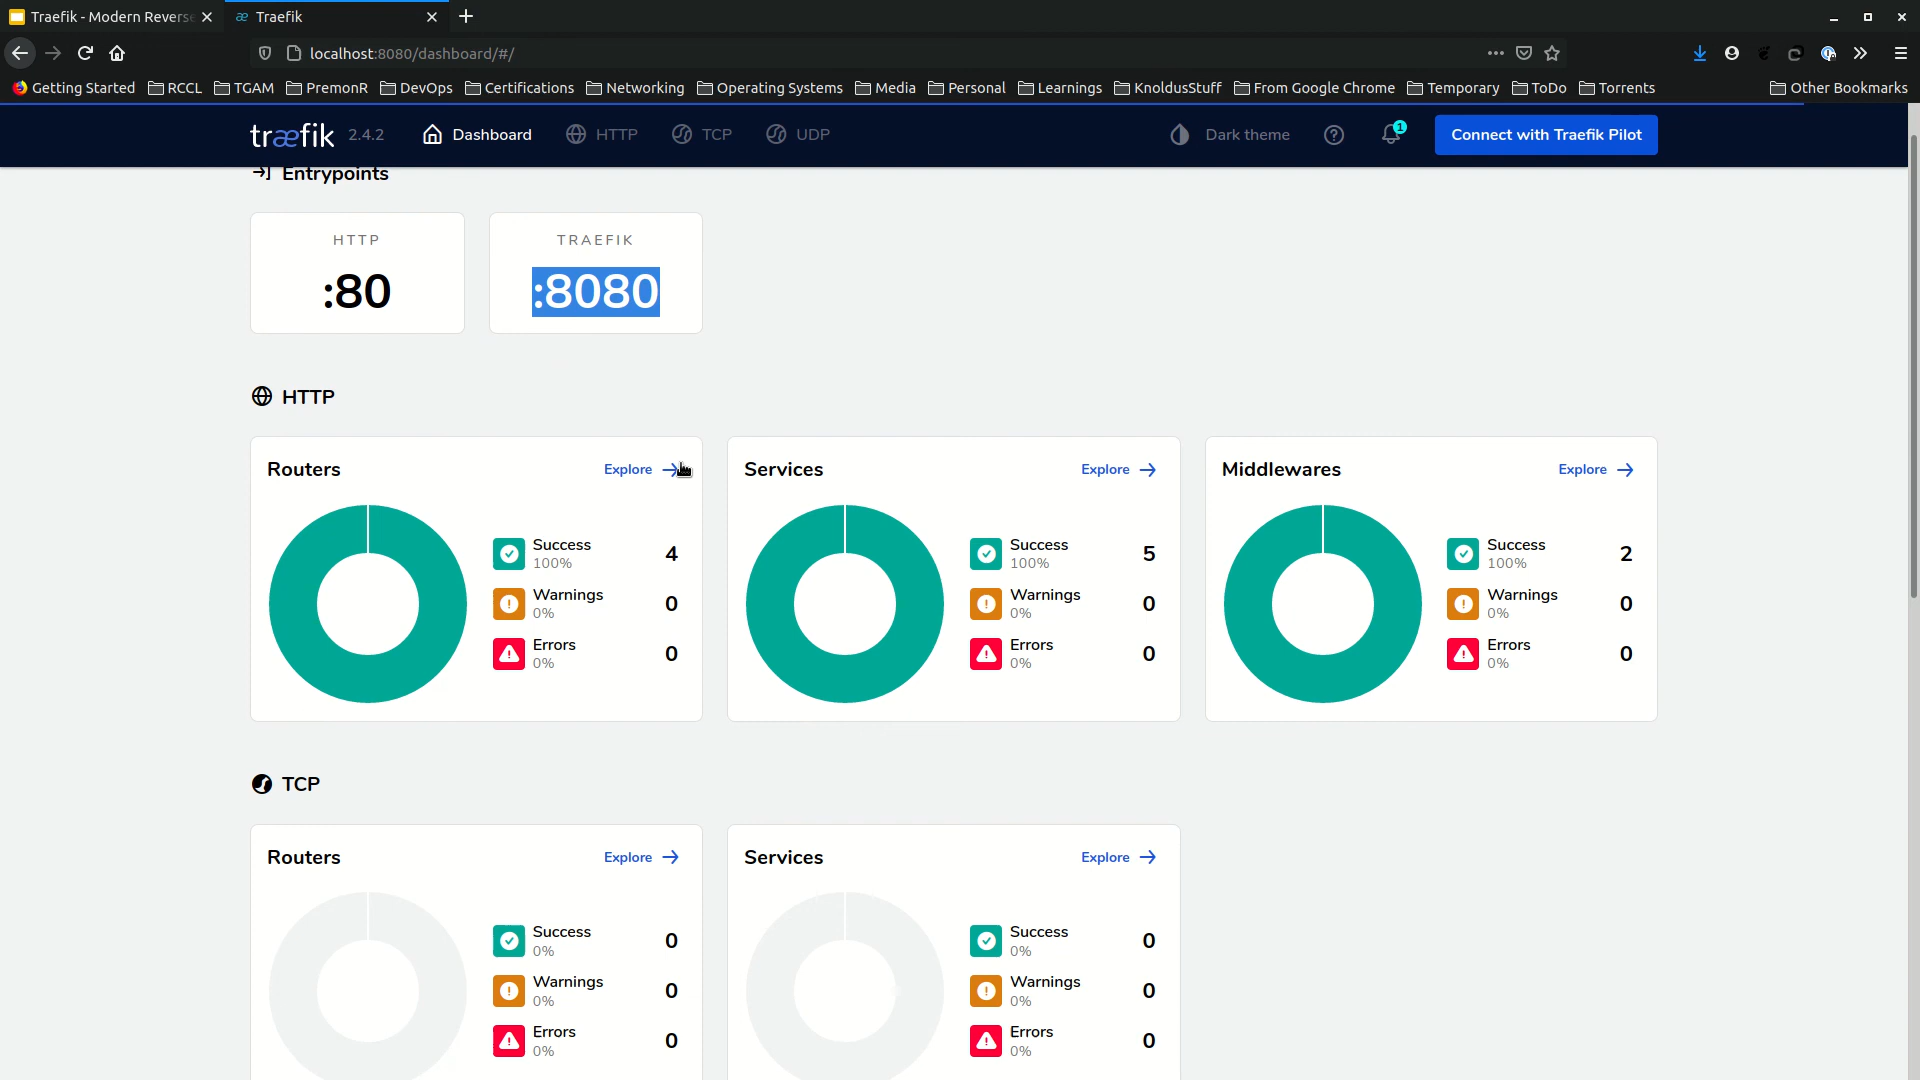 Traefik - Modern Revers
Traefik
localhost:8080/dashboard/#/
Getting Started RCCL TGAM PremonR DevOps Certifications Networking Operating Systems Media Personal Learnings KnoldusStuff From Google Chrome Temporary ToDo Torrents Other Bookmarks
træfik 2.4.2 Dashboard HTTP TCP UDP Dark theme 1 Connect with Traefik Pilot
Entrypoints
HTTP
:80
TRAEFIK
:8080
HTTP
Routers Explore
Success 4
100%
Warnings 0
0%
Errors 0
0%
Services Explore
Success 5
100%
Warnings 0
0%
Errors 0
0%
Middlewares Explore
Success 2
100%
Warnings 0
0%
Errors 0
0%
TCP
Routers Explore
Success 0
0%
Warnings 0
0%
Errors 0
0%
Services Explore
Success 0
0%
Warnings 0
0%
Errors 0
0%